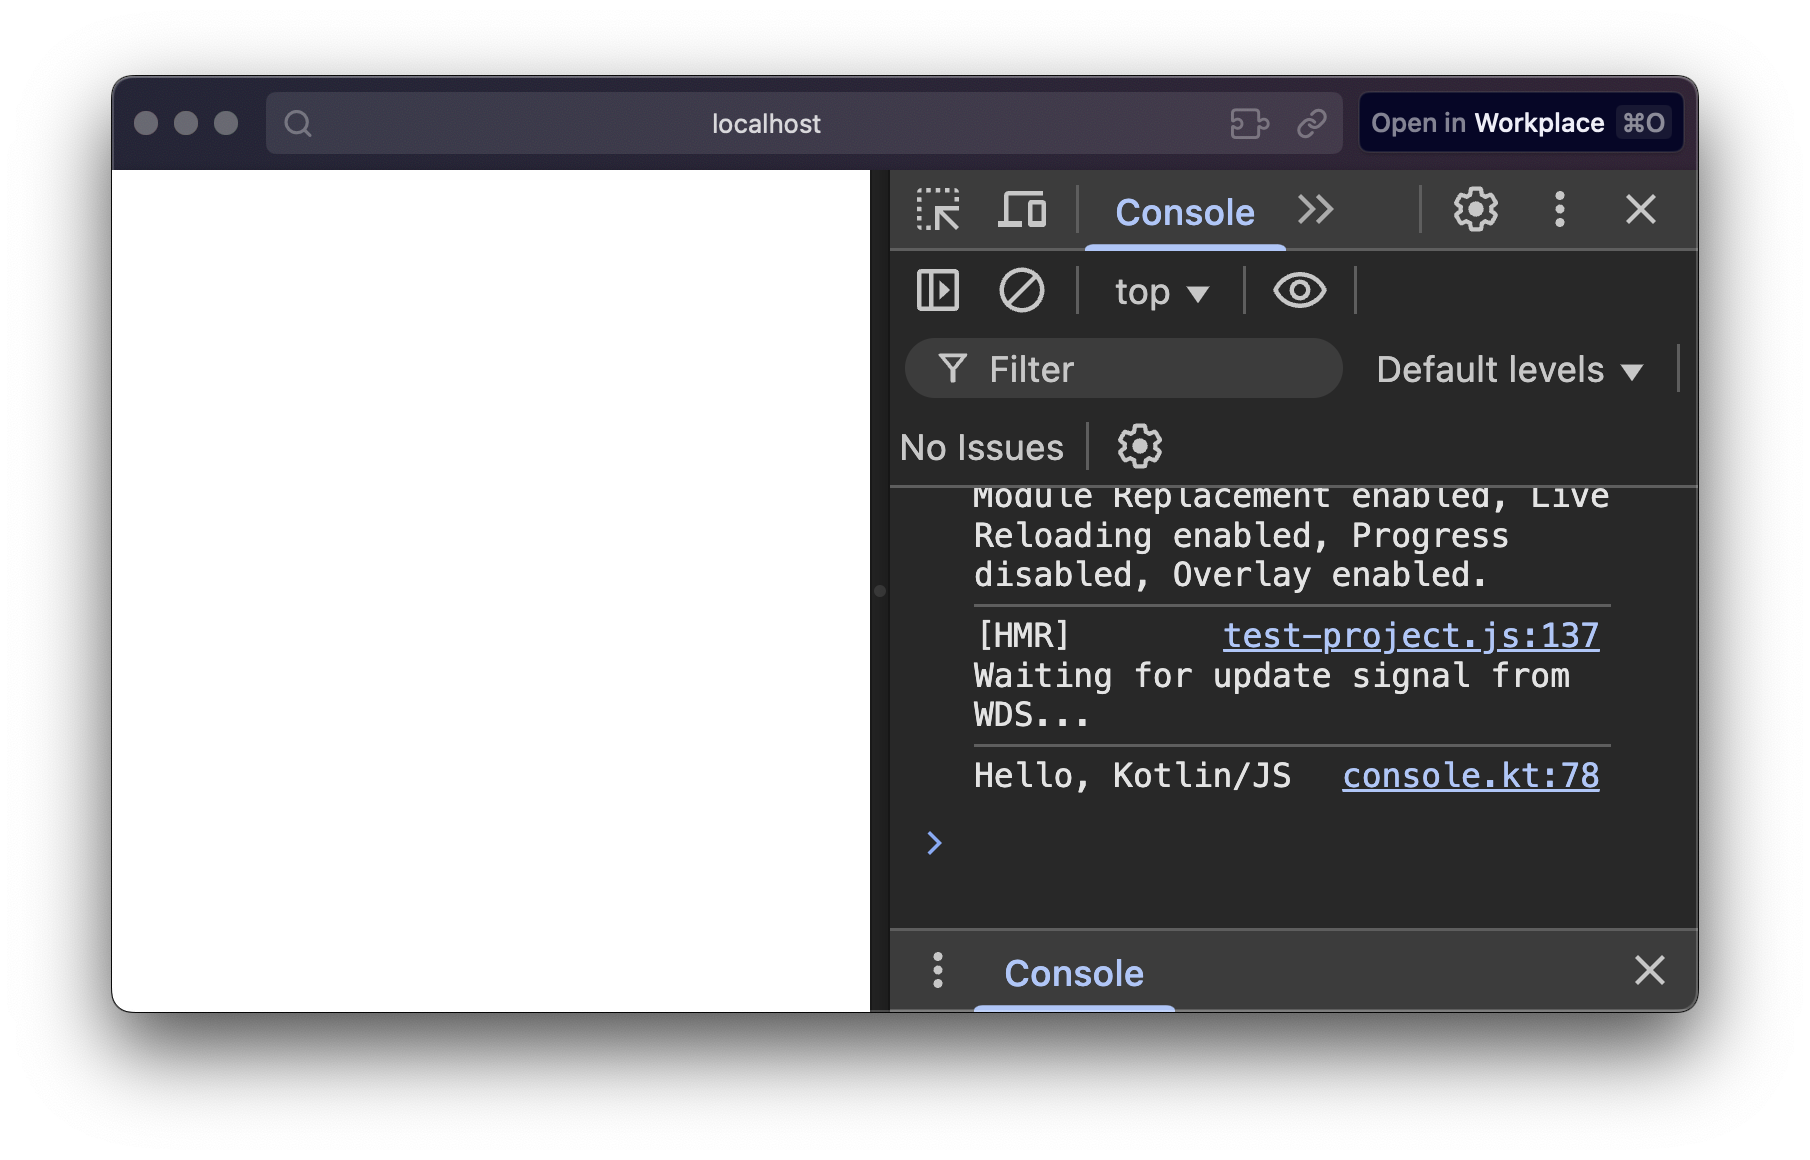 localhost
Open in Workplace ⌘O
Console
top
Filter
Default levels
No Issues
Module Replacement enabled, Live
Reloading enabled, Progress
disabled, Overlay enabled.
[HMR] test-project.js:137
Waiting for update signal from
WDS...
Hello, Kotlin/JS console.kt:78
Console